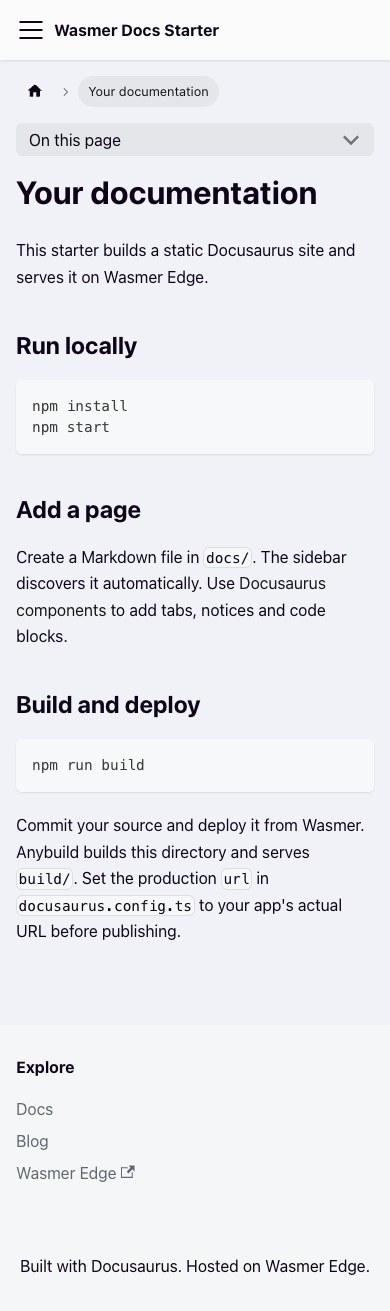 Wasmer Docs Starter
Your documentation
On this page
Your documentation
This starter builds a static Docusaurus site and
serves it on Wasmer Edge.
Run locally
npm install
npm start
Add a page
Create a Markdown file in docs/. The sidebar
discovers it automatically. Use Docusaurus
components to add tabs, notices and code
blocks.
Build and deploy
npm run build
Commit your source and deploy it from Wasmer.
Anybuild builds this directory and serves
build/. Set the production url in
docusaurus.config.ts to your app's actual
URL before publishing.
Explore
Docs
Blog
Wasmer Edge
Built with Docusaurus. Hosted on Wasmer Edge.